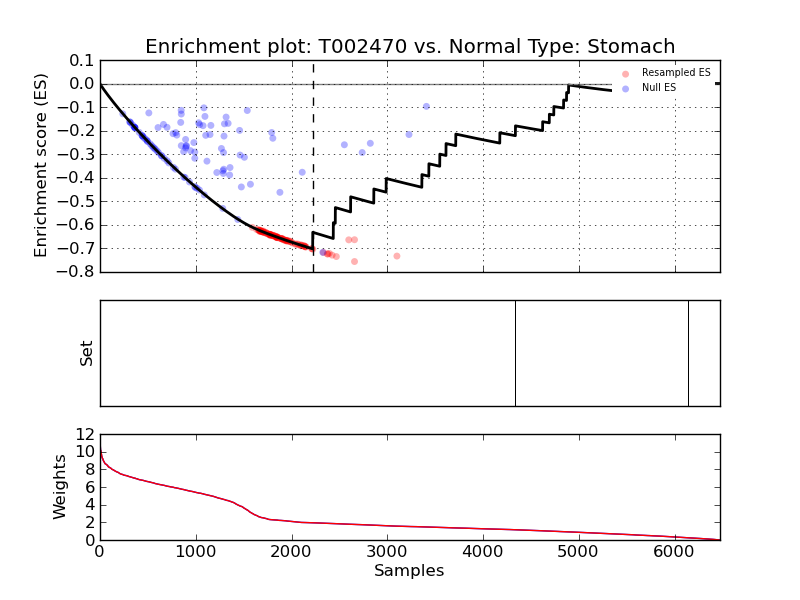 Enrichment plot: T002470 vs. Normal Type: Stomach
Enrichment score (ES)
0.1
0.0
−0.1
−0.2
−0.3
−0.4
−0.5
−0.6
−0.7
−0.8
Resampled ES
Null ES
Set
Weights
12
10
8
6
4
2
0
0 1000 2000 3000 4000 5000 6000
Samples